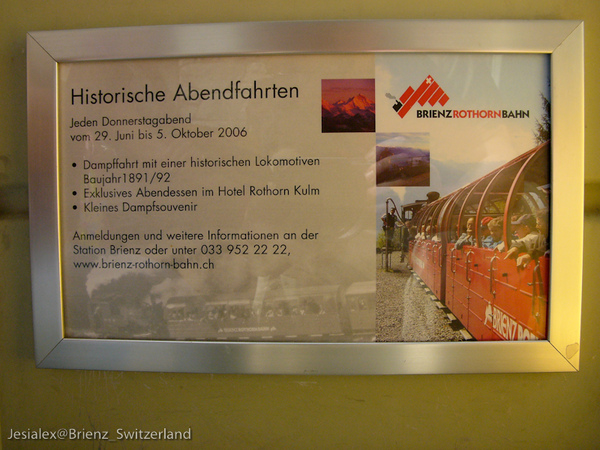 Historische Abendfahrten
Jeden Donnerstagabend
vom 29. Juni bis 5. Oktober 2006
• Dampffahrt mit einer historischen Lokomotiven
Baujahr1891/92
• Exklusives Abendessen im Hotel Rothorn Kulm
• Kleines Dampfsouvenir
Anmeldungen und weitere Informationen an der
Station Brienz oder unter 033 952 22 22,
www.brienz-rothorn-bahn.ch
BRIENZROTHORNBAHN
BRIENZ RO
Jesialex@Brienz_Switzerland